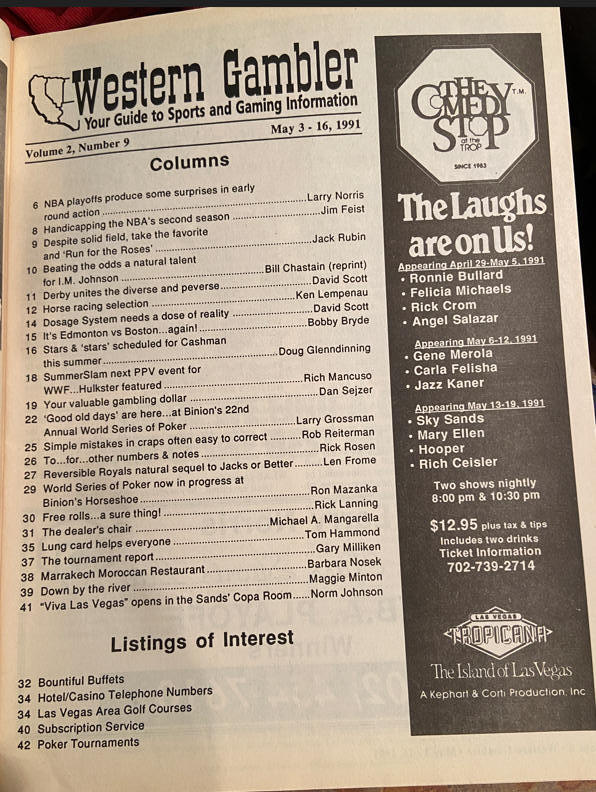 Western Gambler
Your Guide to Sports and Gaming Information
Volume 2, Number 9
May 3 - 16, 1991
Columns
6 NBA playoffs produce some surprises in early
round action ........ Larry Norris
8 Handicapping the NBA's second season ........ Jim Feist
9 Despite solid field, take the favorite
and 'Run for the Roses' ........ Jack Rubin
10 Beating the odds a natural talent
for I.M. Johnson ........ Bill Chastain (reprint)
11 Derby unites the diverse and peverse ........ David Scott
12 Horse racing selection ........ Ken Lempenau
14 Dosage System needs a dose of reality ........ David Scott
15 It's Edmonton vs Boston...again! ........ Bobby Bryde
16 Stars & 'stars' scheduled for Cashman
this summer ........ Doug Glenndinning
18 SummerSlam next PPV event for
WWF...Hulkster featured ........ Rich Mancuso
19 Your valuable gambling dollar ........ Dan Sejzer
22 'Good old days' are here...at Binion's 22nd
Annual World Series of Poker ........ Larry Grossman
25 Simple mistakes in craps often easy to correct ........ Rob Reiterman
26 To...for...other numbers & notes ........ Rick Rosen
27 Reversible Royals natural sequel to Jacks or Better ........ Len Frome
29 World Series of Poker now in progress at
Binion's Horseshoe ........ Ron Mazanka
30 Free rolls...a sure thing! ........ Rick Lanning
31 The dealer's chair ........ Michael A. Mangarella
35 Lung card helps everyone ........ Tom Hammond
37 The tournament report ........ Gary Milliken
38 Marrakech Moroccan Restaurant ........ Barbara Nosek
39 Down by the river ........ Maggie Minton
41 "Viva Las Vegas" opens in the Sands' Copa Room ...... Norm Johnson
Listings of Interest
32 Bountiful Buffets
34 Hotel/Casino Telephone Numbers
34 Las Vegas Area Golf Courses
40 Subscription Service
42 Poker Tournaments
THE
COMEDY T.M.
STOP
at the
TROP
SINCE 1983
The Laughs
are on Us!
Appearing April 29-May 5, 1991
• Ronnie Bullard
• Felicia Michaels
• Rick Crom
• Angel Salazar
Appearing May 6-12, 1991
• Gene Merola
• Carla Felisha
• Jazz Kaner
Appearing May 13-19, 1991
• Sky Sands
• Mary Ellen
• Hooper
• Rich Ceisler
Two shows nightly
8:00 pm & 10:30 pm
$12.95 plus tax & tips
Includes two drinks
Ticket Information
702-739-2714
LAS VEGAS
TROPICANA
The Island of Las Vegas
A Kephart & Corti Production, Inc